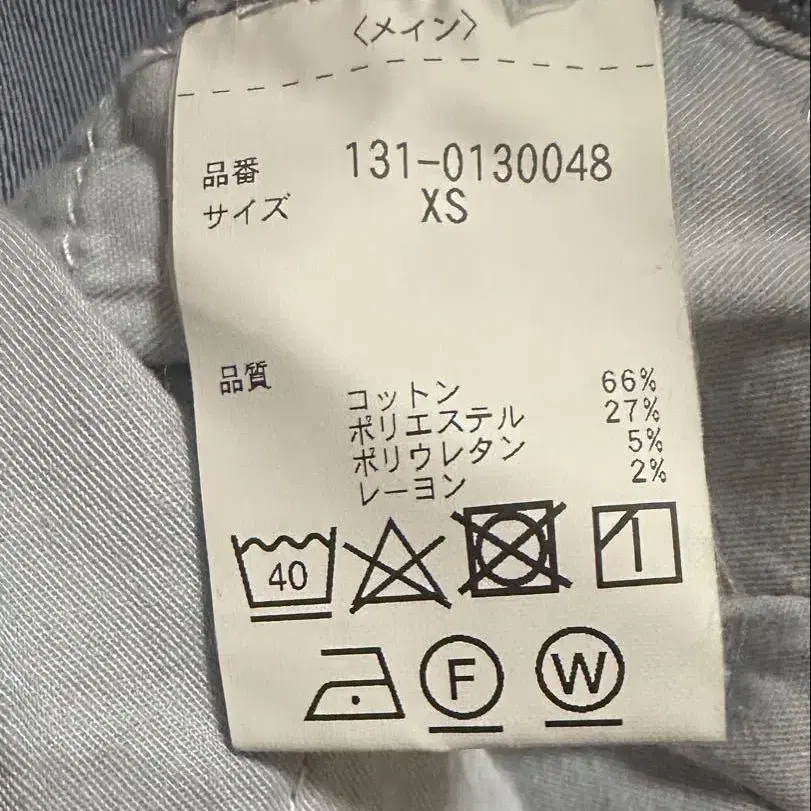 〈メイン〉
品番 131-0130048
サイズ XS
品質
コットン 66%
ポリエステル 27%
ポリウレタン 5%
レーヨン 2%
40
F W